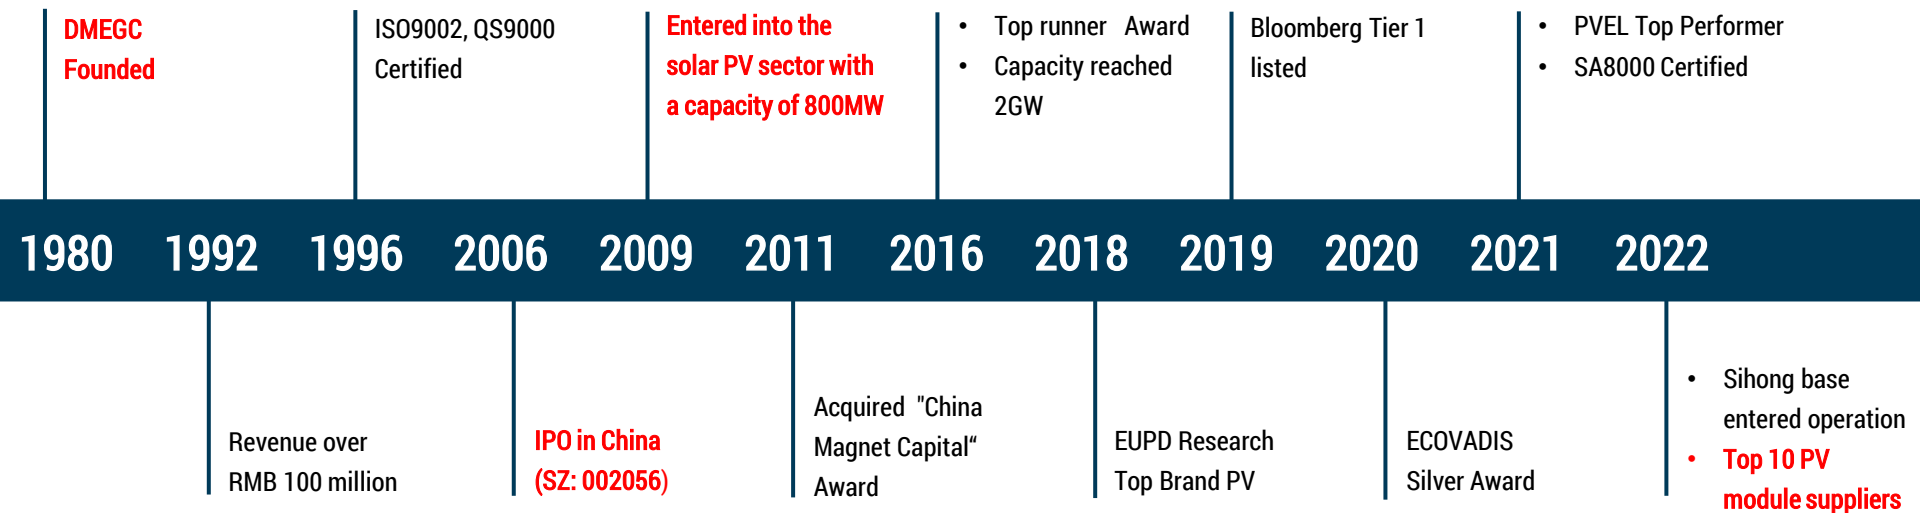 DMEGC
Founded
ISO9002, QS9000
Certified
Entered into the
solar PV sector with
a capacity of 800MW
• Top runner Award
• Capacity reached
2GW
Bloomberg Tier 1
listed
• PVEL Top Performer
• SA8000 Certified
1980 1992 1996 2006 2009 2011 2016 2018 2019 2020 2021 2022
Revenue over
RMB 100 million
IPO in China
(SZ: 002056)
Acquired "China
Magnet Capital“
Award
EUPD Research
Top Brand PV
ECOVADIS
Silver Award
• Sihong base
entered operation
• Top 10 PV
module suppliers